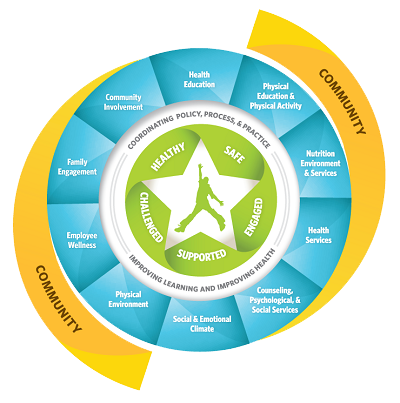 COMMUNITY
Health
Education
Physical
Education &
Physical Activity
Nutrition
Environment
& Services
Health
Services
Counseling,
Psychological, &
Social Services
Social & Emotional
Climate
Physical
Environment
Employee
Wellness
Family
Engagement
Community
Involvement
COORDINATING POLICY, PROCESS, & PRACTICE
HEALTHY
SAFE
ENGAGED
SUPPORTED
CHALLENGED
IMPROVING LEARNING AND IMPROVING HEALTH
COMMUNITY